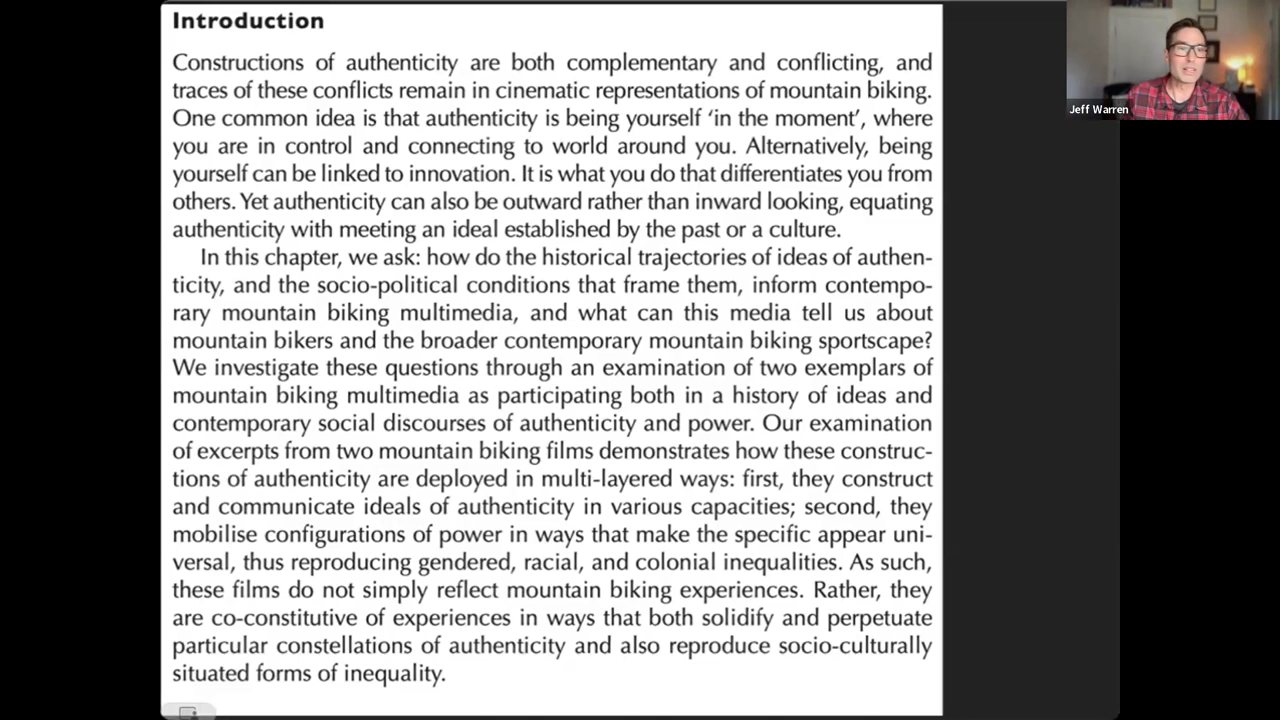 Introduction
Constructions of authenticity are both complementary and conflicting, and
traces of these conflicts remain in cinematic representations of mountain biking.
One common idea is that authenticity is being yourself ‘in the moment’, where
you are in control and connecting to world around you. Alternatively, being
yourself can be linked to innovation. It is what you do that differentiates you from
others. Yet authenticity can also be outward rather than inward looking, equating
authenticity with meeting an ideal established by the past or a culture.
In this chapter, we ask: how do the historical trajectories of ideas of authen-
ticity, and the socio-political conditions that frame them, inform contempo-
rary mountain biking multimedia, and what can this media tell us about
mountain bikers and the broader contemporary mountain biking sportscape?
We investigate these questions through an examination of two exemplars of
mountain biking multimedia as participating both in a history of ideas and
contemporary social discourses of authenticity and power. Our examination
of excerpts from two mountain biking films demonstrates how these construc-
tions of authenticity are deployed in multi-layered ways: first, they construct
and communicate ideals of authenticity in various capacities; second, they
mobilise configurations of power in ways that make the specific appear uni-
versal, thus reproducing gendered, racial, and colonial inequalities. As such,
these films do not simply reflect mountain biking experiences. Rather, they
are co-constitutive of experiences in ways that both solidify and perpetuate
particular constellations of authenticity and also reproduce socio-culturally
situated forms of inequality.
Jeff Warren